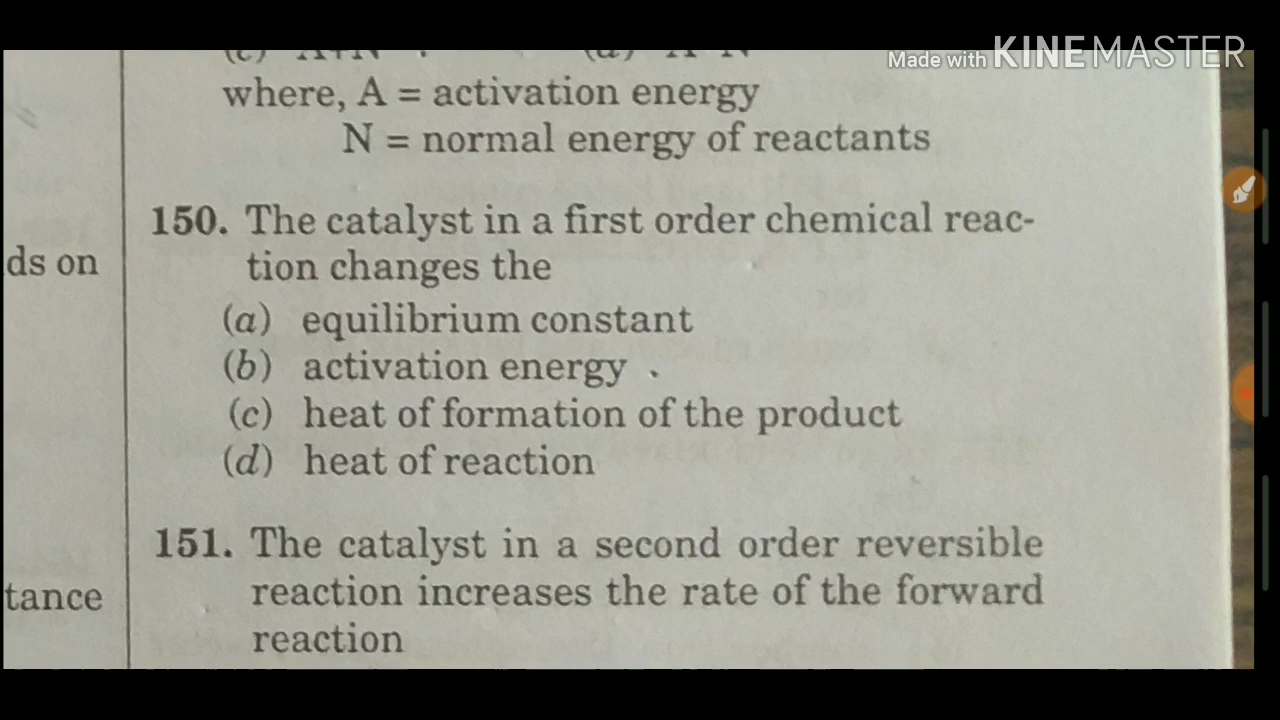 Made with KINEMASTER
where, A = activation energy
N = normal energy of reactants
150. The catalyst in a first order chemical reac-
tion changes the
(a) equilibrium constant
(b) activation energy .
(c) heat of formation of the product
(d) heat of reaction
151. The catalyst in a second order reversible
reaction increases the rate of the forward
reaction
ds on
tance